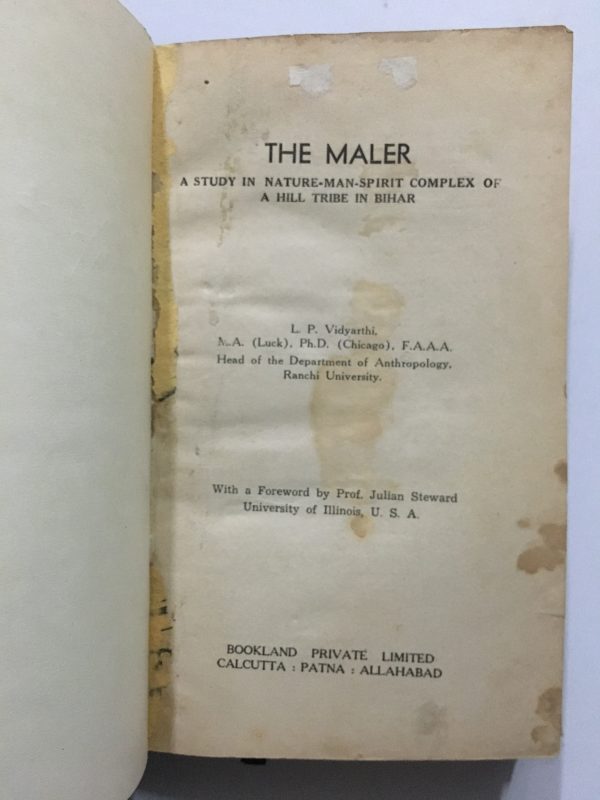 THE MALER
A STUDY IN NATURE-MAN-SPIRIT COMPLEX OF
A HILL TRIBE IN BIHAR
L. P. Vidyarthi,
M.A. (Luck), Ph.D. (Chicago), F.A.A.A.
Head of the Department of Anthropology,
Ranchi University.
With a Foreword by Prof. Julian Steward
University of Illinois, U. S. A.
BOOKLAND PRIVATE LIMITED
CALCUTTA : PATNA : ALLAHABAD